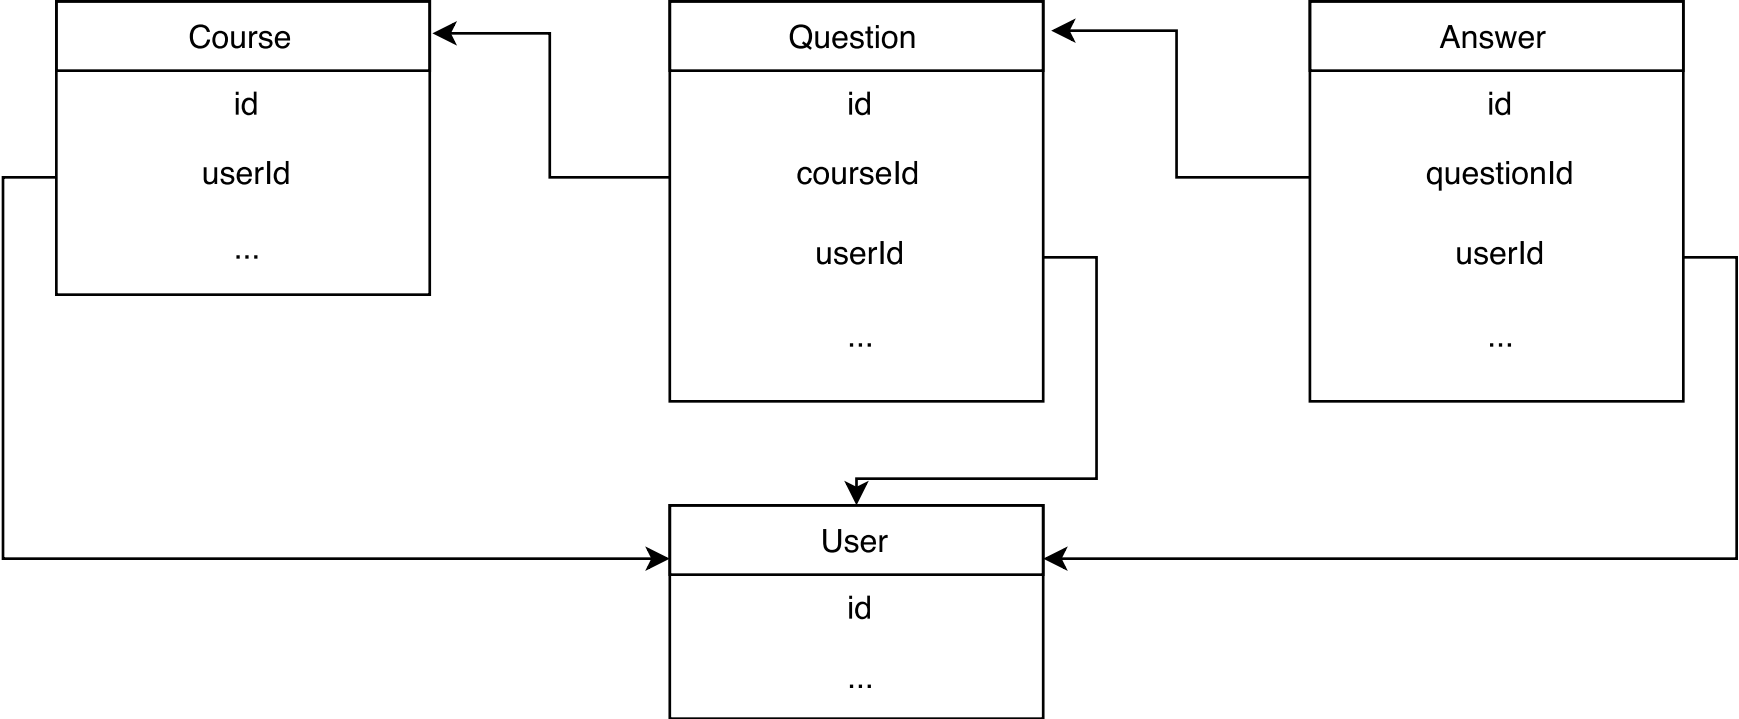 Course
id
userId
...
Question
id
courseId
userId
...
Answer
id
questionId
userId
...
User
id
...